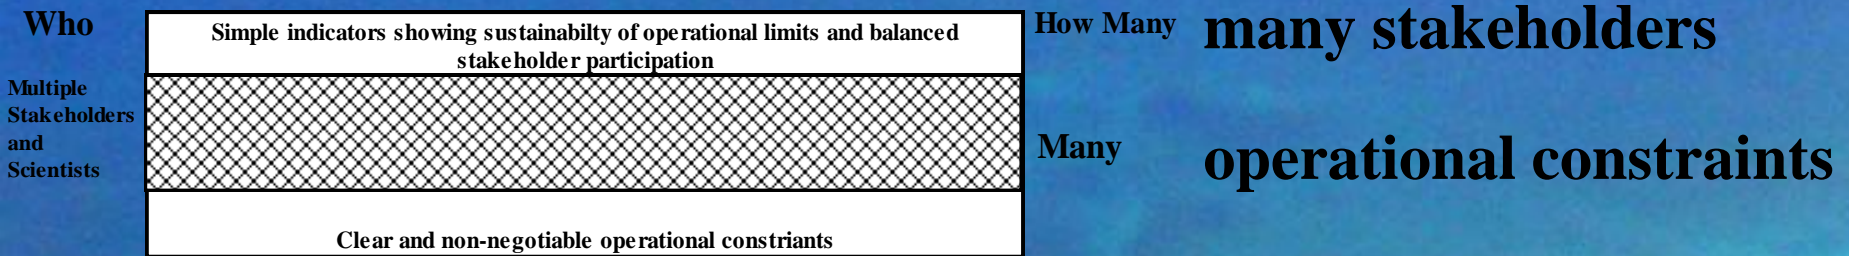 Who
Simple indicators showing sustainabilty of operational limits and balanced
stakeholder participation
How Many
many stakeholders
Multiple
Stakeholders
and
Scientists
Many
operational constraints
Clear and non-negotiable operational constriants